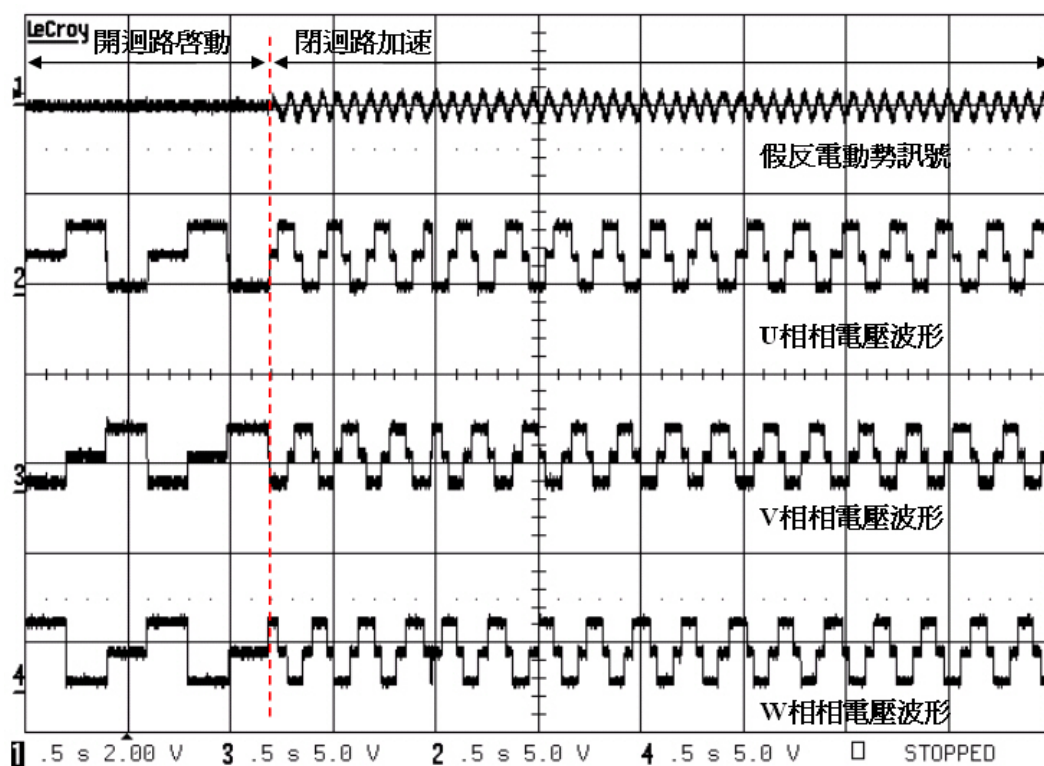 LeCroy
開迴路啓動
閉迴路加速
1
假反電動勢訊號
2
U相相電壓波形
3
V相相電壓波形
4
W相相電壓波形
1 .5 s 2.00 V 3 .5 s 5.0 V 2 .5 s 5.0 V 4 .5 s 5.0 V STOPPED